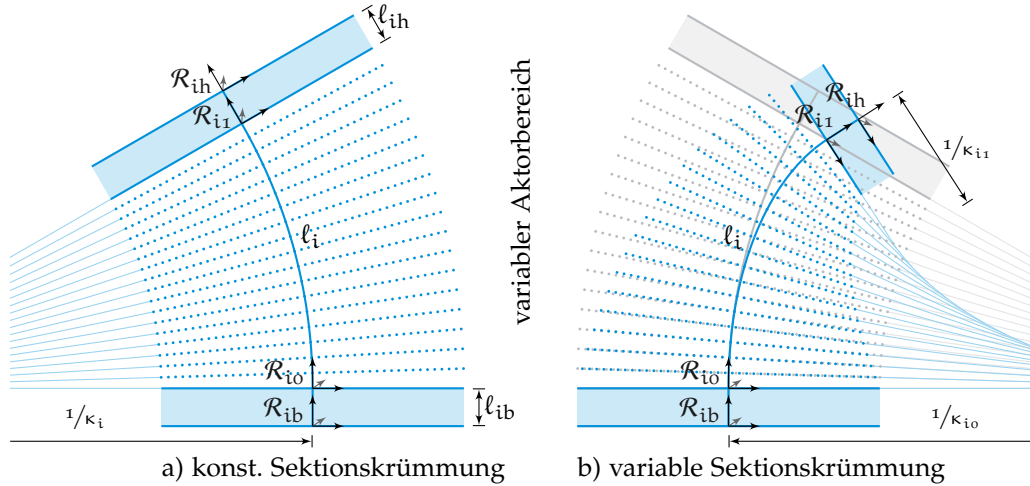 ℓih
ℛih
ℛi1
ℓi
ℛi0
ℛib
ℓib
1/κi
a) konst. Sektionskrümmung
variabler Aktorbereich
ℛih
ℛi1
1/κi1
ℓi
ℛi0
ℛib
1/κi0
b) variable Sektionskrümmung